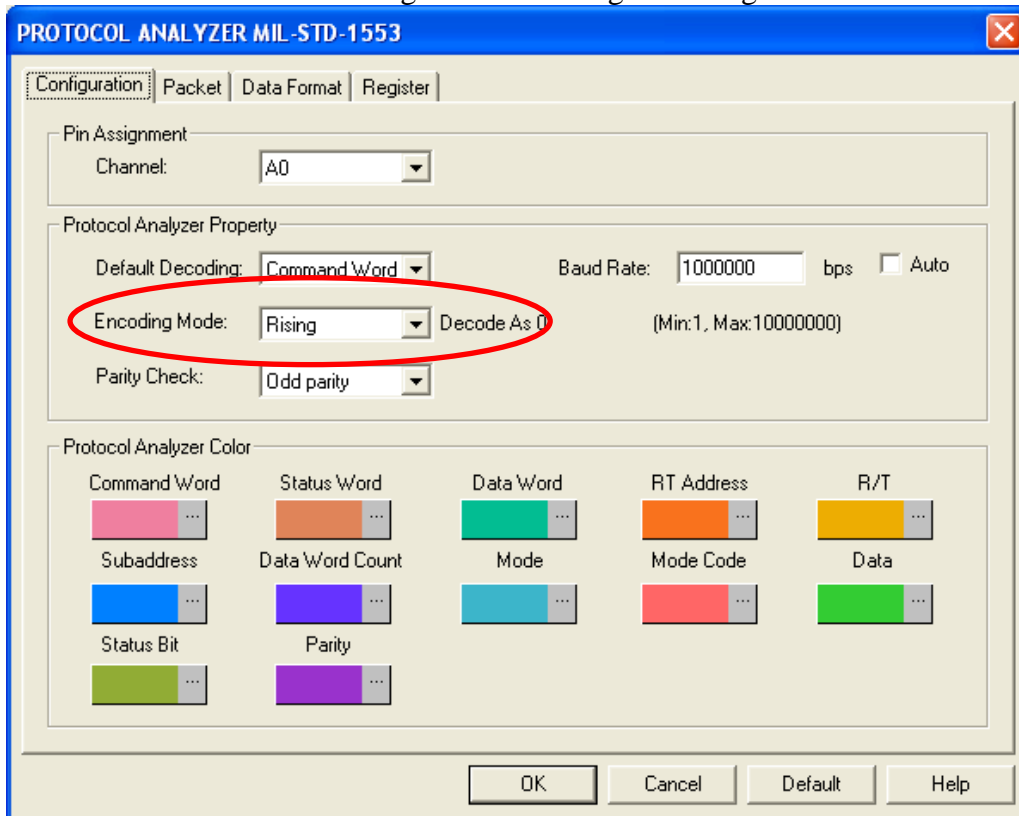 PROTOCOL ANALYZER MIL-STD-1553
Configuration Packet Data Format Register
Pin Assignment
Channel: A0
Protocol Analyzer Property
Default Decoding: Command Word Baud Rate: 1000000 bps Auto
Encoding Mode: Rising Decode As 0 (Min:1, Max:10000000)
Parity Check: Odd parity
Protocol Analyzer Color
Command Word Status Word Data Word RT Address R/T
Subaddress Data Word Count Mode Mode Code Data
Status Bit Parity
OK Cancel Default Help